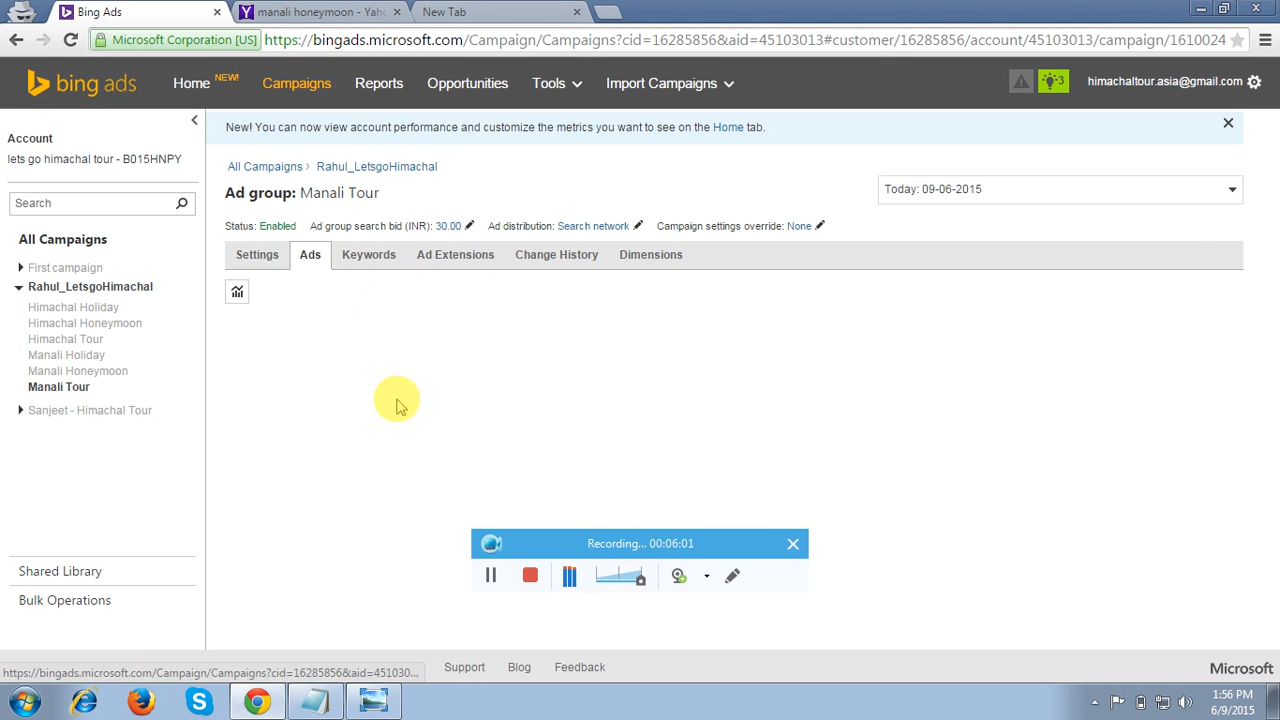 Bing Ads
manali honeymoon - Yaho
New Tab
Microsoft Corporation [US]
https://bingads.microsoft.com/Campaign/Campaigns?cid=16285856&aid=45103013#customer/16285856/account/45103013/campaign/1610024
bing ads
Home NEW!
Campaigns
Reports
Opportunities
Tools
Import Campaigns
3
himachaltour.asia@gmail.com
Account
lets go himachal tour - B015HNPY
Search
All Campaigns
First campaign
Rahul_LetsgoHimachal
Himachal Holiday
Himachal Honeymoon
Himachal Tour
Manali Holiday
Manali Honeymoon
Manali Tour
Sanjeet - Himachal Tour
Shared Library
Bulk Operations
New! You can now view account performance and customize the metrics you want to see on the Home tab.
All Campaigns › Rahul_LetsgoHimachal
Ad group: Manali Tour
Today: 09-06-2015
Status: Enabled Ad group search bid (INR): 30.00 Ad distribution: Search network Campaign settings override: None
Settings
Ads
Keywords
Ad Extensions
Change History
Dimensions
Recording... 00:06:01
https://bingads.microsoft.com/Campaign/Campaigns?cid=16285856&aid=451030...
Support
Blog
Feedback
Microsoft
1:56 PM
6/9/2015